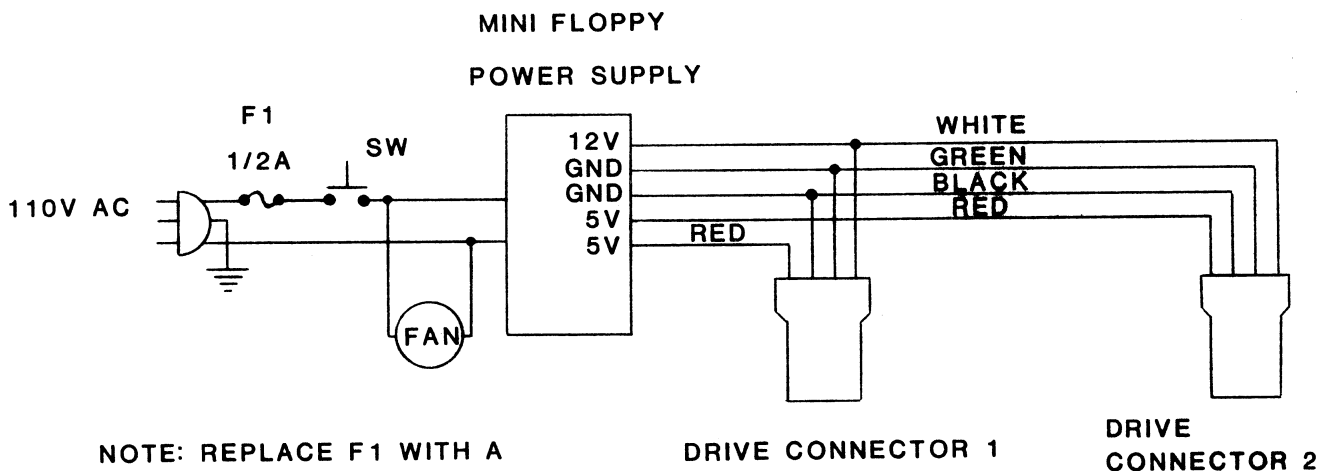 MINI FLOPPY
POWER SUPPLY
F1
1/2A
SW
110V AC
12V
GND
GND
5V
5V
WHITE
GREEN
BLACK
RED
RED
FAN
NOTE: REPLACE F1 WITH A
DRIVE CONNECTOR 1
DRIVE
CONNECTOR 2